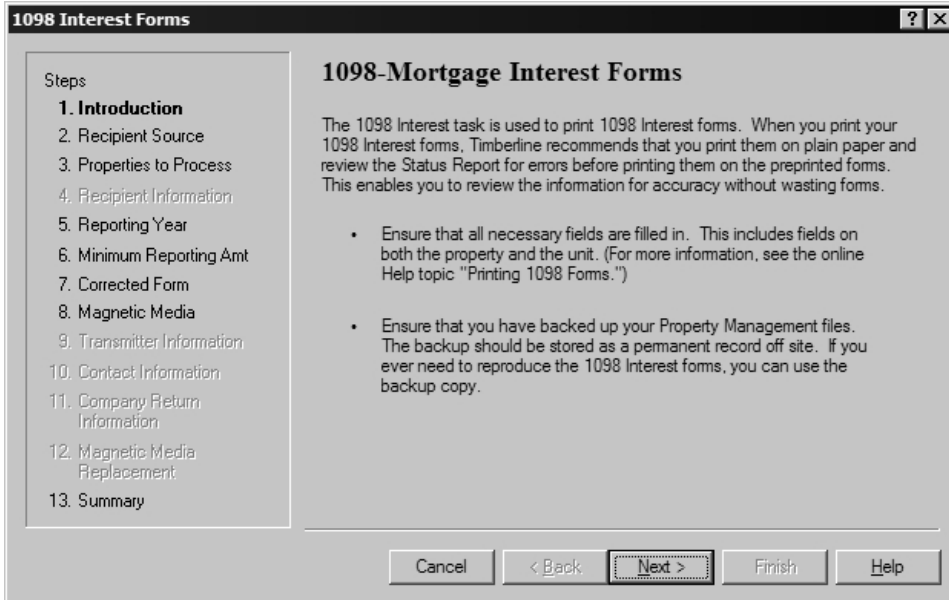 1098 Interest Forms
Steps
1. Introduction
2. Recipient Source
3. Properties to Process
4. Recipient Information
5. Reporting Year
6. Minimum Reporting Amt
7. Corrected Form
8. Magnetic Media
9. Transmitter Information
10. Contact Information
11. Company Return
Information
12. Magnetic Media
Replacement
13. Summary
1098-Mortgage Interest Forms
The 1098 Interest task is used to print 1098 Interest forms. When you print your
1098 Interest forms, Timberline recommends that you print them on plain paper and
review the Status Report for errors before printing them on the preprinted forms.
This enables you to review the information for accuracy without wasting forms.
• Ensure that all necessary fields are filled in. This includes fields on
both the property and the unit. (For more information, see the online
Help topic "Printing 1098 Forms.")
• Ensure that you have backed up your Property Management files.
The backup should be stored as a permanent record off site. If you
ever need to reproduce the 1098 Interest forms, you can use the
backup copy.
Cancel
< Back
Next >
Finish
Help